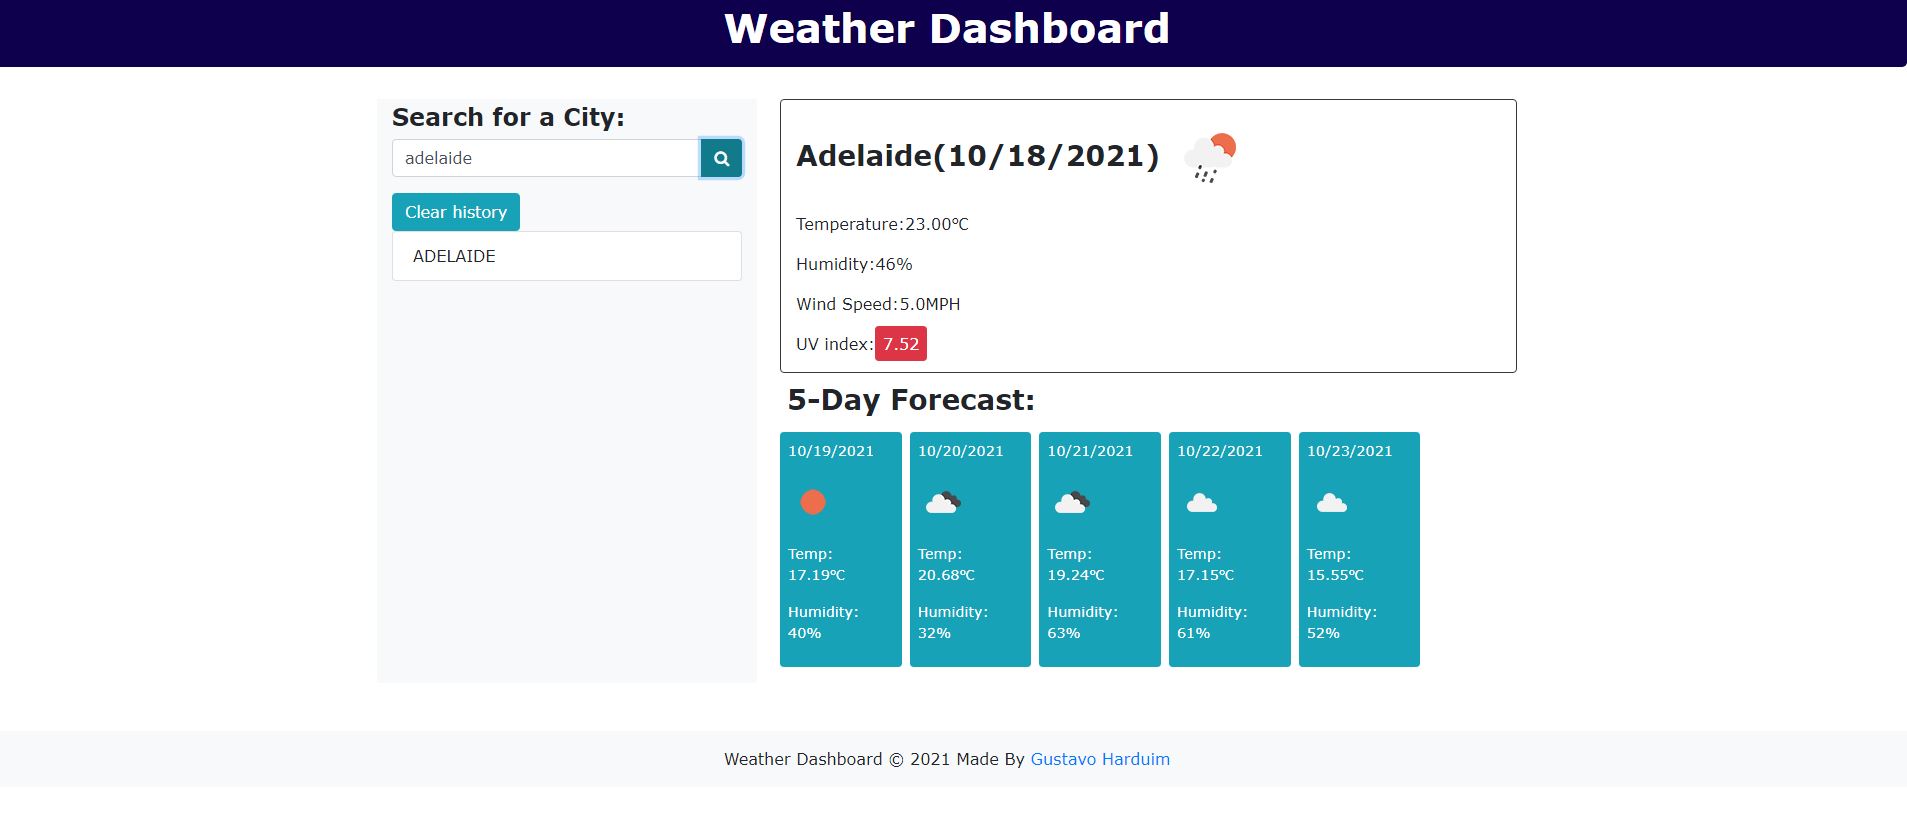 Weather Dashboard
Search for a City:
adelaide
Clear history
ADELAIDE
Adelaide(10/18/2021)
Temperature:23.00°C
Humidity:46%
Wind Speed:5.0MPH
UV index:7.52
5-Day Forecast:
10/19/2021
Temp:
17.19°C
Humidity:
40%
10/20/2021
Temp:
20.68°C
Humidity:
32%
10/21/2021
Temp:
19.24°C
Humidity:
63%
10/22/2021
Temp:
17.15°C
Humidity:
61%
10/23/2021
Temp:
15.55°C
Humidity:
52%
Weather Dashboard © 2021 Made By Gustavo Harduim